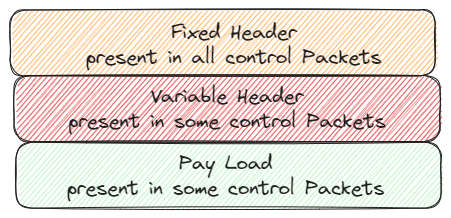 Fixed Header
present in all control Packets
Variable Header
present in some control Packets
Pay Load
present in some control Packets